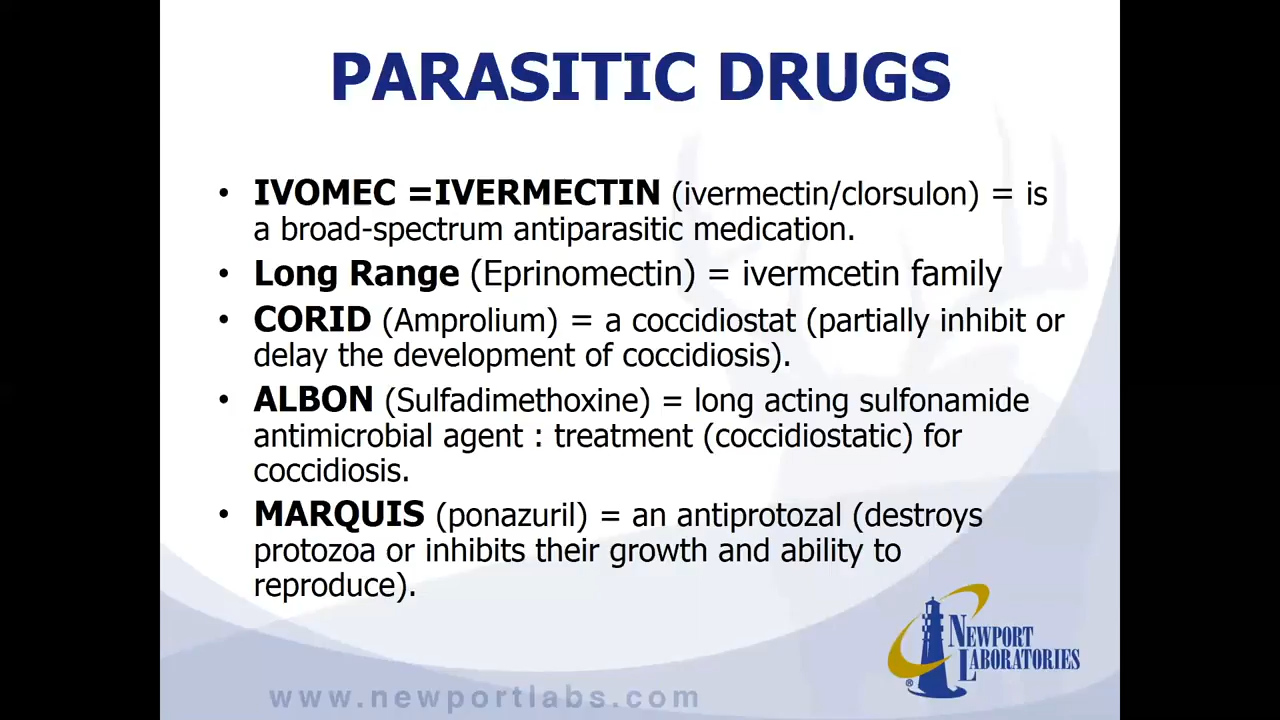 PARASITIC DRUGS
• IVOMEC =IVERMECTIN (ivermectin/clorsulon) = is
a broad-spectrum antiparasitic medication.
• Long Range (Eprinomectin) = ivermcetin family
• CORID (Amprolium) = a coccidiostat (partially inhibit or
delay the development of coccidiosis).
• ALBON (Sulfadimethoxine) = long acting sulfonamide
antimicrobial agent : treatment (coccidiostatic) for
coccidiosis.
• MARQUIS (ponazuril) = an antiprotozal (destroys
protozoa or inhibits their growth and ability to
reproduce).
NEWPORT
LABORATORIES
®
www.newportlabs.com